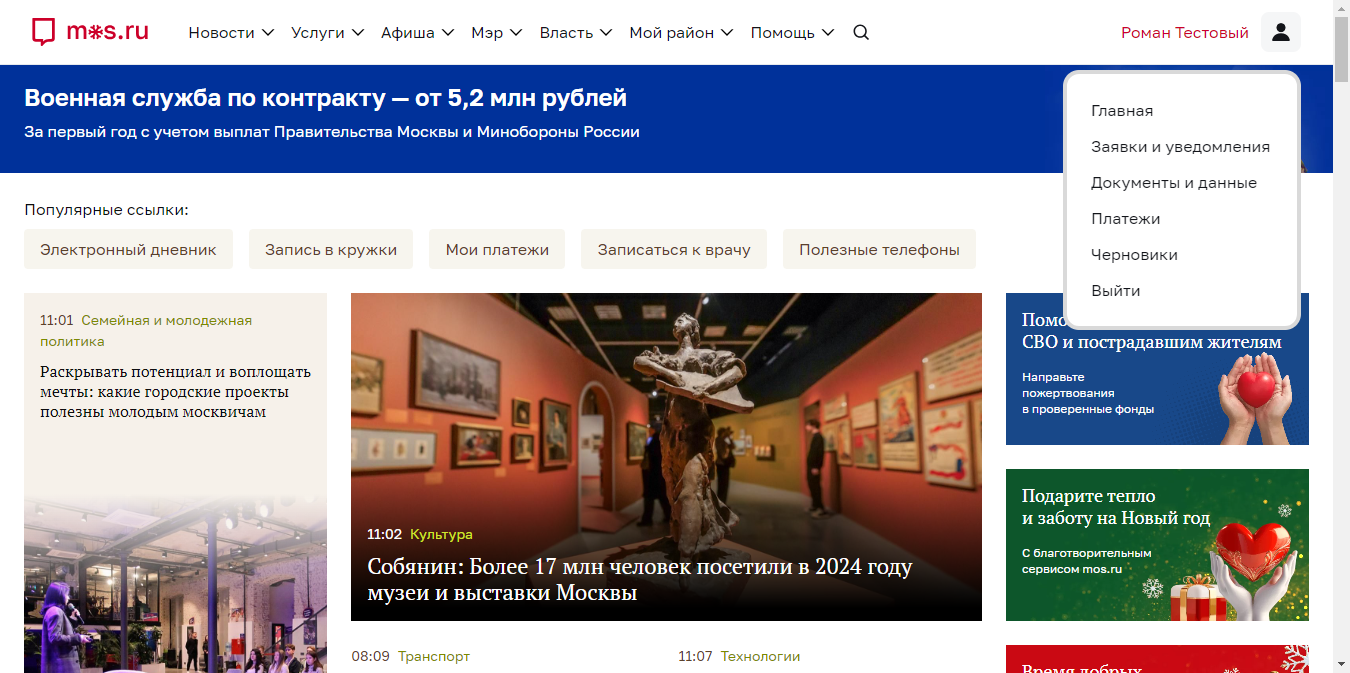 mos.ru
Новости Услуги Афиша Мэр Власть Мой район Помощь
Роман Тестовый
Военная служба по контракту — от 5,2 млн рублей
За первый год с учетом выплат Правительства Москвы и Минобороны России
Главная
Заявки и уведомления
Документы и данные
Платежи
Черновики
Выйти
Популярные ссылки:
Электронный дневник Запись в кружки Мои платежи Записаться к врачу Полезные телефоны
11:01 Семейная и молодежная
политика
Раскрывать потенциал и воплощать
мечты: какие городские проекты
полезны молодым москвичам
11:02 Культура
Собянин: Более 17 млн человек посетили в 2024 году
музеи и выставки Москвы
08:09 Транспорт
11:07 Технологии
СВО и пострадавшим жителям
Направьте
пожертвования
в проверенные фонды
Подарите тепло
и заботу на Новый год
С благотворительным
сервисом mos.ru
Время добрых